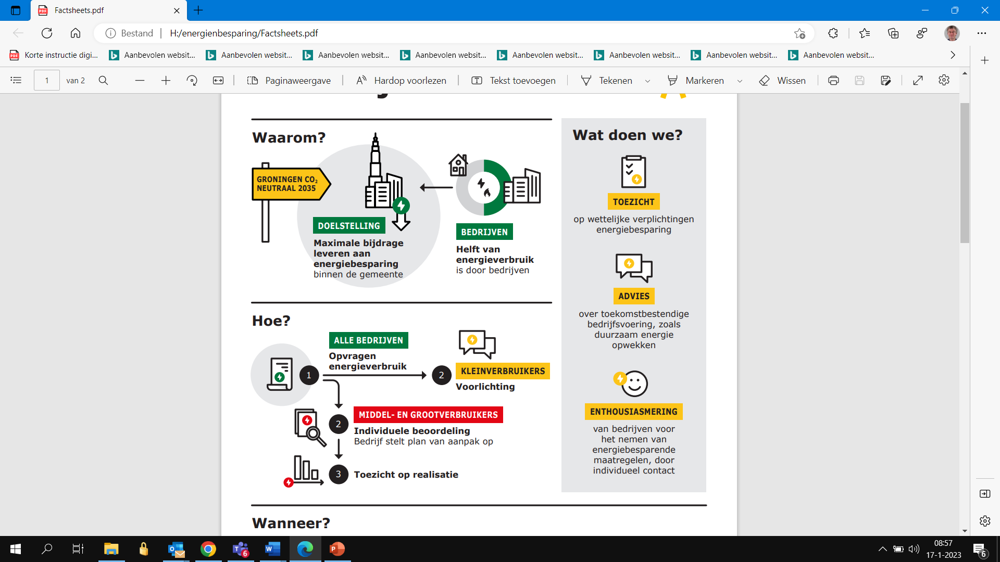 Factsheets.pdf
Bestand
H:/energienbesparing/Factsheets.pdf
Korte instructie digi...
Aanbevolen websit...
Aanbevolen websit...
Aanbevolen websit...
Aanbevolen websit...
Aanbevolen websit...
Aanbevolen websit...
Aanbevolen websit...
Aanbevolen websit...
1
van 2
Paginaweergave
Hardop voorlezen
Tekst toevoegen
Tekenen
Markeren
Wissen
Waarom?
GRONINGEN CO₂
NEUTRAAL 2035
DOELSTELLING
Maximale bijdrage
leveren aan
energiebesparing
binnen de gemeente
BEDRIJVEN
Helft van
energieverbruik
is door bedrijven
Hoe?
1
ALLE BEDRIJVEN
Opvragen
energieverbruik
2
KLEINVERBRUIKERS
Voorlichting
2
MIDDEL- EN GROOTVERBRUIKERS
Individuele beoordeling
Bedrijf stelt plan van aanpak op
3
Toezicht op realisatie
Wat doen we?
TOEZICHT
op wettelijke verplichtingen
energiebesparing
ADVIES
over toekomstbestendige
bedrijfsvoering, zoals
duurzaam energie
opwekken
ENTHOUSIASMERING
van bedrijven voor
het nemen van
energiebesparende
maatregelen, door
individueel contact
Wanneer?
08:57
17-1-2023
6
6